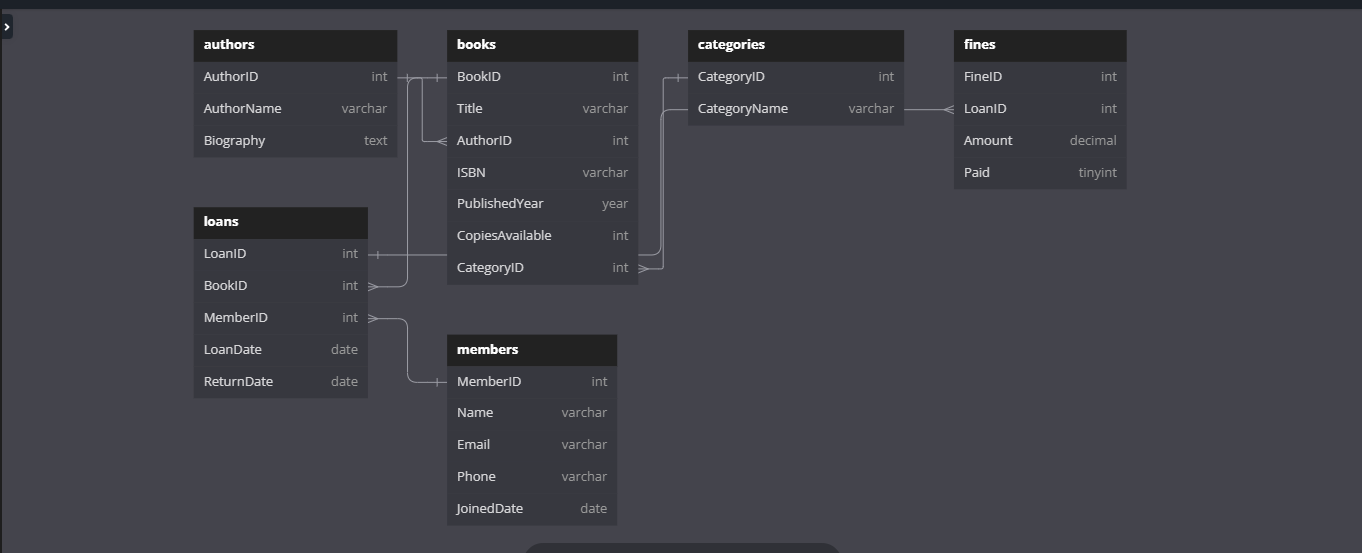 authors
AuthorID int
AuthorName varchar
Biography text
books
BookID int
Title varchar
AuthorID int
ISBN varchar
PublishedYear year
CopiesAvailable int
CategoryID int
categories
CategoryID int
CategoryName varchar
fines
FineID int
LoanID int
Amount decimal
Paid tinyint
loans
LoanID int
BookID int
MemberID int
LoanDate date
ReturnDate date
members
MemberID int
Name varchar
Email varchar
Phone varchar
JoinedDate date